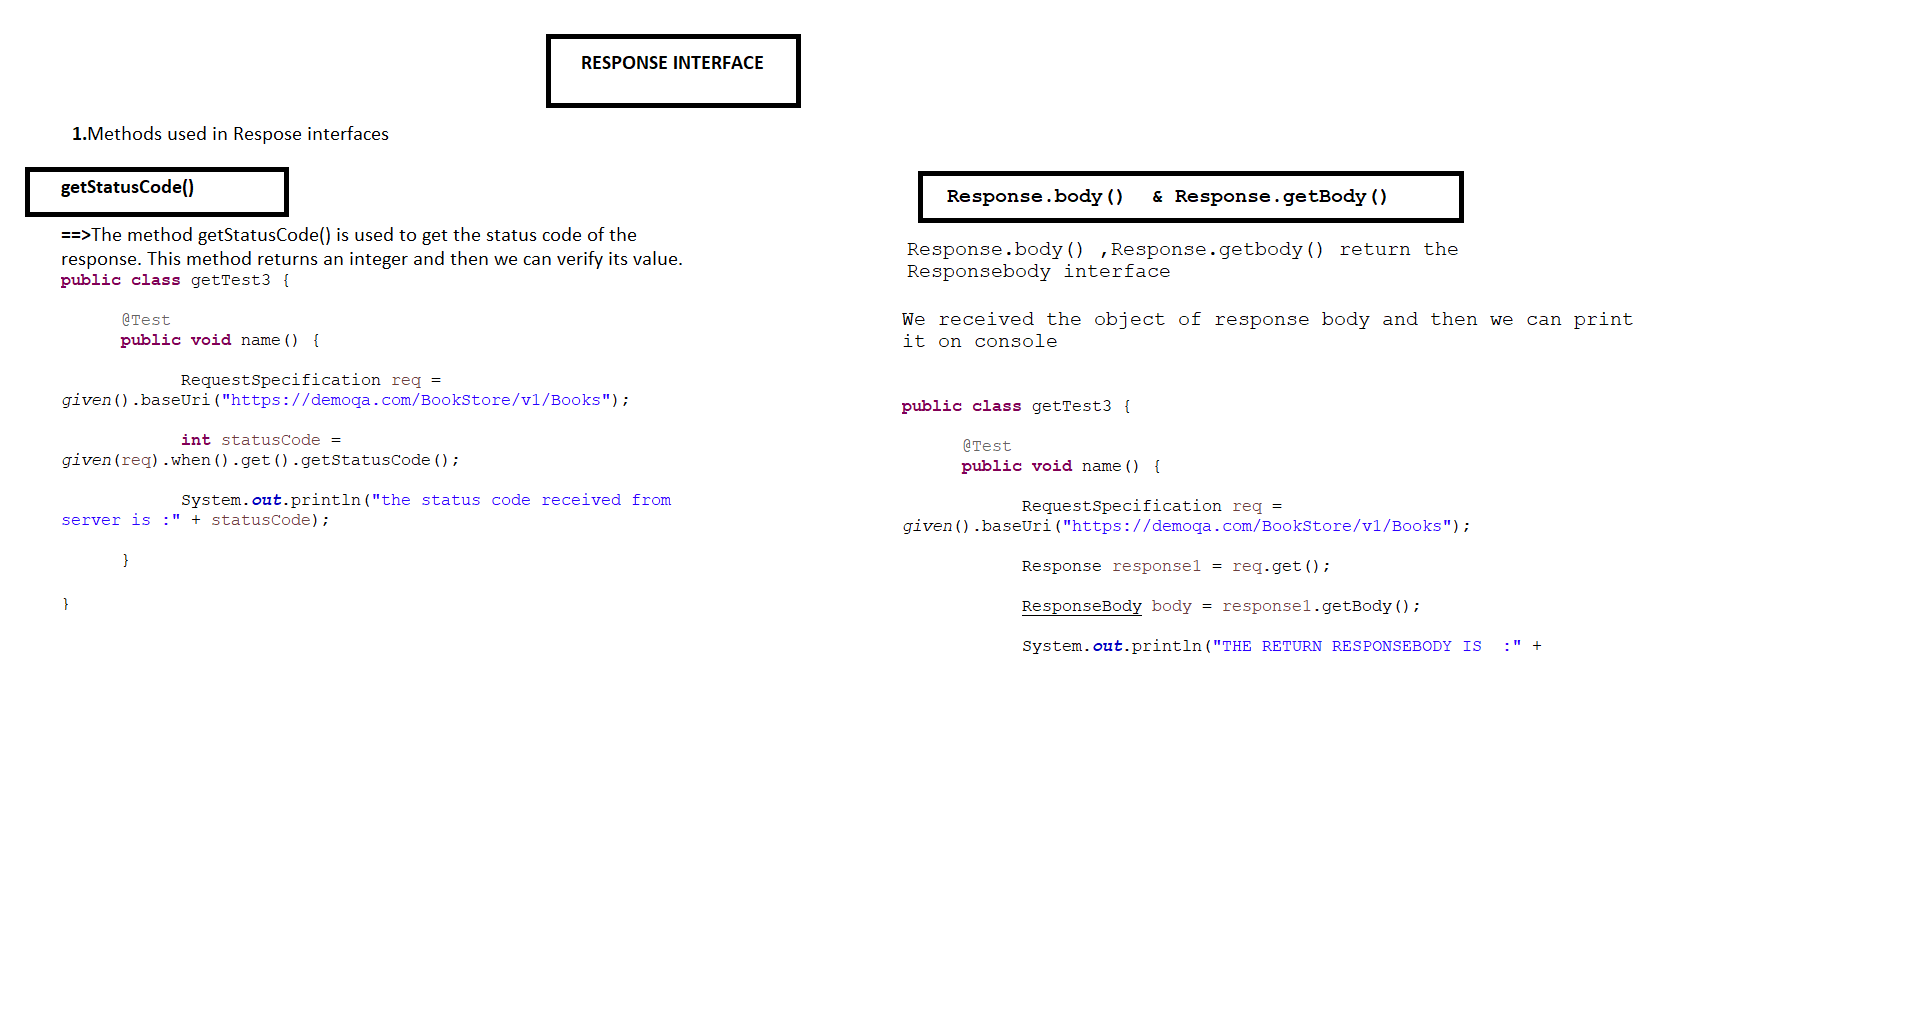 RESPONSE INTERFACE
1.Methods used in Respose interfaces
getStatusCode()
==>The method getStatusCode() is used to get the status code of the
response. This method returns an integer and then we can verify its value.
public class getTest3 {
@Test
public void name() {
RequestSpecification req =
given().baseUri("https://demoqa.com/BookStore/v1/Books");
int statusCode =
given(req).when().get().getStatusCode();
System.out.println("the status code received from
server is :" + statusCode);
}
}
Response.body()  & Response.getBody()
Response.body() ,Response.getbody() return the
Responsebody interface
We received the object of response body and then we can print
it on console
public class getTest3 {
@Test
public void name() {
RequestSpecification req =
given().baseUri("https://demoqa.com/BookStore/v1/Books");
Response response1 = req.get();
ResponseBody body = response1.getBody();
System.out.println("THE RETURN RESPONSEBODY IS  :" +